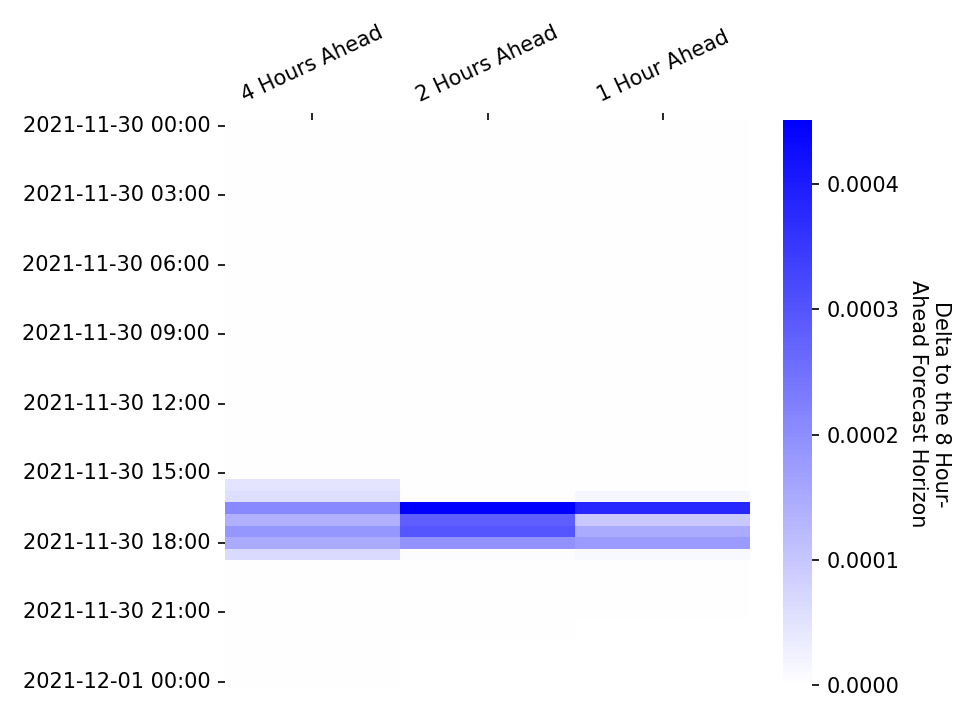 4 Hours Ahead
2 Hours Ahead
1 Hour Ahead
2021-11-30 00:00
2021-11-30 03:00
2021-11-30 06:00
2021-11-30 09:00
2021-11-30 12:00
2021-11-30 15:00
2021-11-30 18:00
2021-11-30 21:00
2021-12-01 00:00
0.0004
0.0003
0.0002
0.0001
0.0000
Delta to the 8 Hour-
Ahead Forecast Horizon